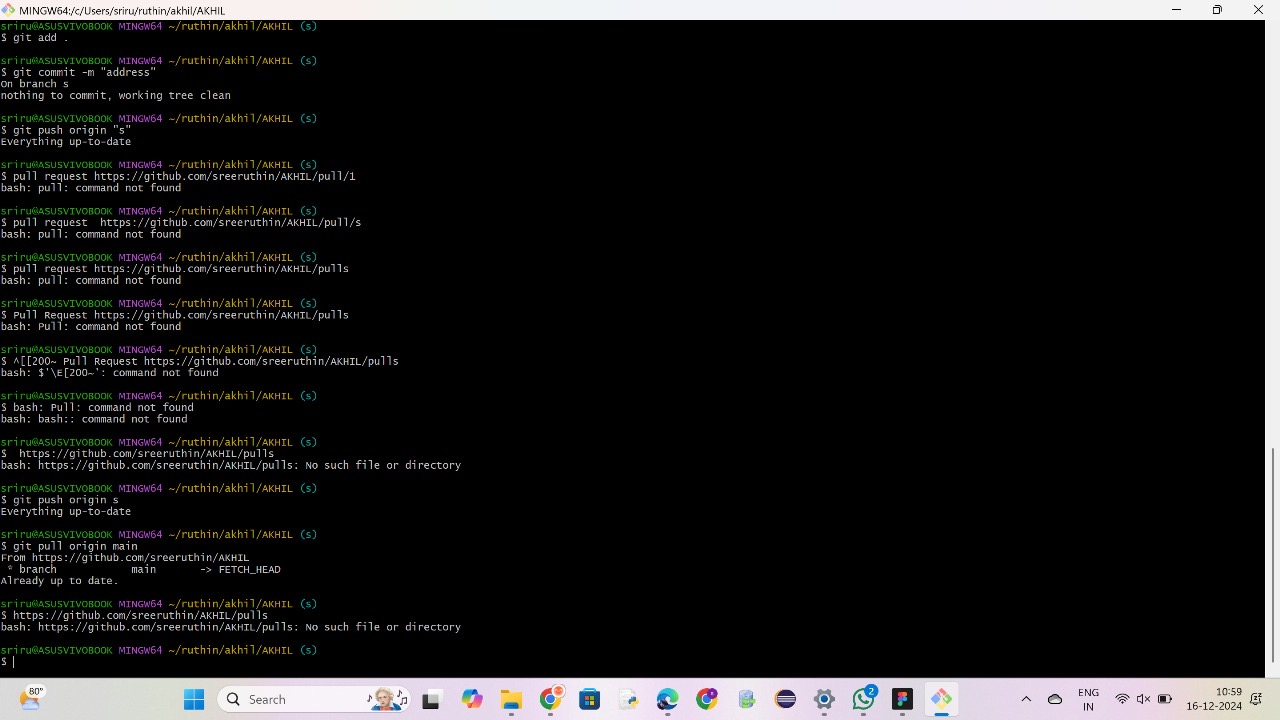 MINGW64:/c/Users/sriru/ruthin/akhil/AKHIL
sriru@ASUSVIVOBOOK MINGW64 ~/ruthin/akhil/AKHIL (s)
$ git add .
sriru@ASUSVIVOBOOK MINGW64 ~/ruthin/akhil/AKHIL (s)
$ git commit -m "address"
On branch s
nothing to commit, working tree clean
sriru@ASUSVIVOBOOK MINGW64 ~/ruthin/akhil/AKHIL (s)
$ git push origin "s"
Everything up-to-date
sriru@ASUSVIVOBOOK MINGW64 ~/ruthin/akhil/AKHIL (s)
$ pull request https://github.com/sreeruthin/AKHIL/pull/1
bash: pull: command not found
sriru@ASUSVIVOBOOK MINGW64 ~/ruthin/akhil/AKHIL (s)
$ pull request  https://github.com/sreeruthin/AKHIL/pull/s
bash: pull: command not found
sriru@ASUSVIVOBOOK MINGW64 ~/ruthin/akhil/AKHIL (s)
$ pull request https://github.com/sreeruthin/AKHIL/pulls
bash: pull: command not found
sriru@ASUSVIVOBOOK MINGW64 ~/ruthin/akhil/AKHIL (s)
$ Pull Request https://github.com/sreeruthin/AKHIL/pulls
bash: Pull: command not found
sriru@ASUSVIVOBOOK MINGW64 ~/ruthin/akhil/AKHIL (s)
$ ^[[200~ Pull Request https://github.com/sreeruthin/AKHIL/pulls
bash: $'\E[200~': command not found
sriru@ASUSVIVOBOOK MINGW64 ~/ruthin/akhil/AKHIL (s)
$ bash: Pull: command not found
bash: bash:: command not found
sriru@ASUSVIVOBOOK MINGW64 ~/ruthin/akhil/AKHIL (s)
$  https://github.com/sreeruthin/AKHIL/pulls
bash: https://github.com/sreeruthin/AKHIL/pulls: No such file or directory
sriru@ASUSVIVOBOOK MINGW64 ~/ruthin/akhil/AKHIL (s)
$ git push origin s
Everything up-to-date
sriru@ASUSVIVOBOOK MINGW64 ~/ruthin/akhil/AKHIL (s)
$ git pull origin main
From https://github.com/sreeruthin/AKHIL
 * branch            main       -> FETCH_HEAD
Already up to date.
sriru@ASUSVIVOBOOK MINGW64 ~/ruthin/akhil/AKHIL (s)
$ https://github.com/sreeruthin/AKHIL/pulls
bash: https://github.com/sreeruthin/AKHIL/pulls: No such file or directory
sriru@ASUSVIVOBOOK MINGW64 ~/ruthin/akhil/AKHIL (s)
$
80°
Search
2
ENG
IN
10:59
16-12-2024